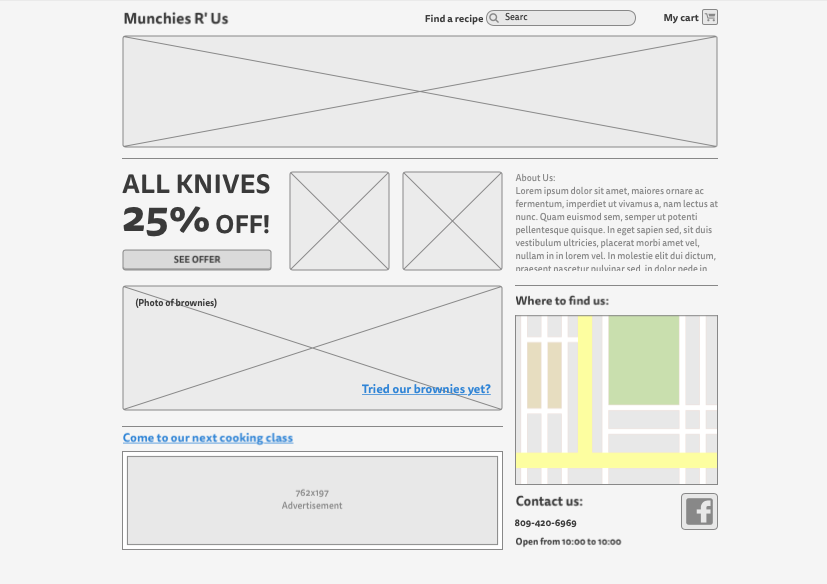 Munchies R' Us
Find a recipe
Searc
My cart
ALL KNIVES
25% OFF!
SEE OFFER
About Us:
Lorem ipsum dolor sit amet, maiores ornare ac
fermentum, imperdiet ut vivamus a, nam lectus at
nunc. Quam euismod sem, semper ut potenti
pellentesque quisque. In eget sapien sed, sit duis
vestibulum ultricies, placerat morbi amet vel,
nullam in in lorem vel. In molestie elit dui dictum,
praesent nascetur pulvinar sed, in dolor pede in
(Photo of brownies)
Tried our brownies yet?
Come to our next cooking class
762x197
Advertisement
Where to find us:
Contact us:
809-420-6969
Open from 10:00 to 10:00